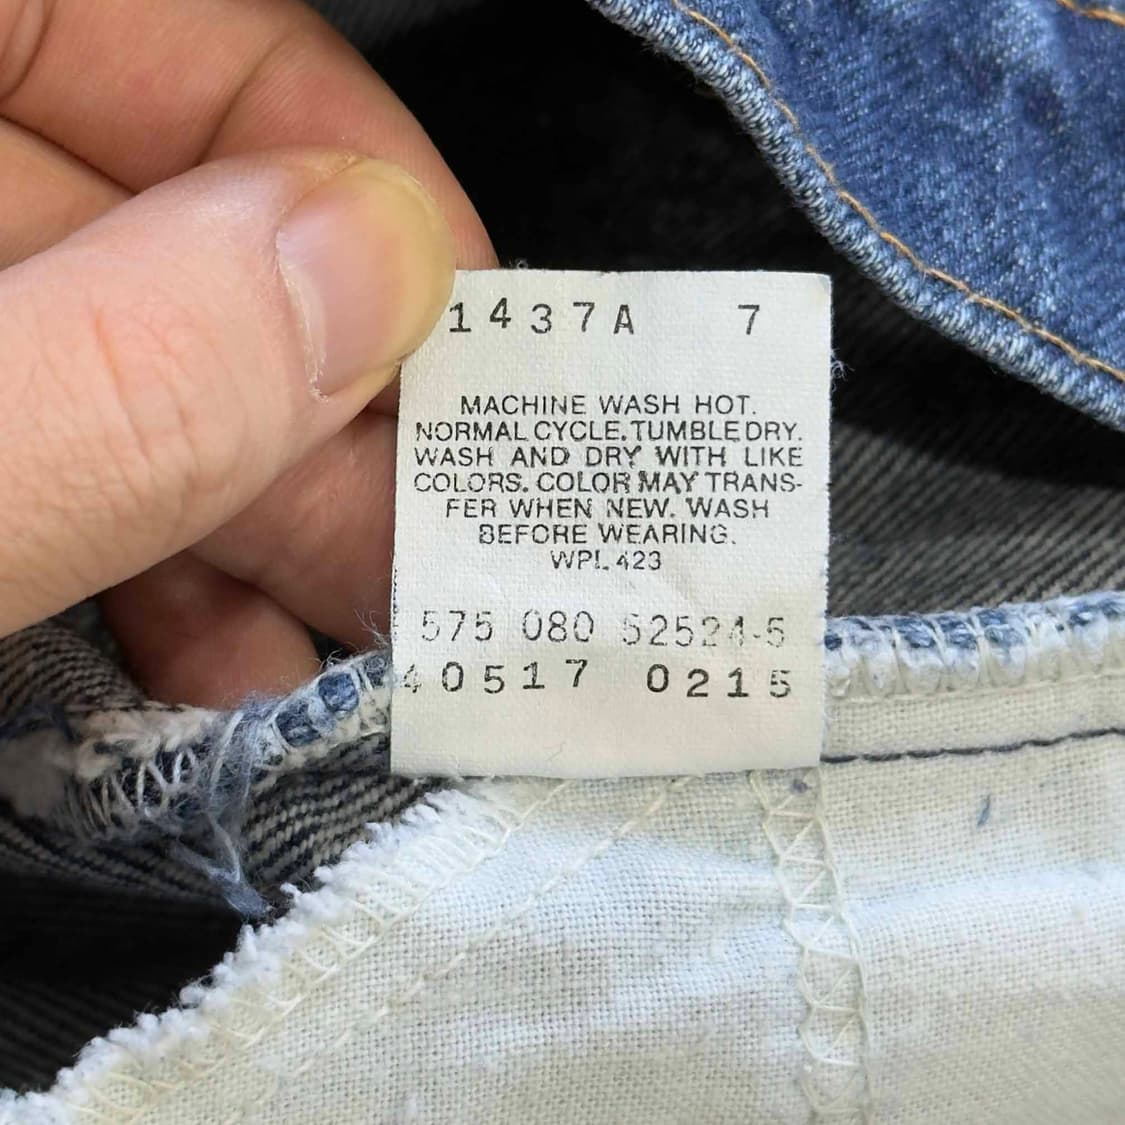 1437A 7
MACHINE WASH HOT.
NORMAL CYCLE. TUMBLE DRY.
WASH AND DRY WITH LIKE
COLORS. COLOR MAY TRANS-
FER WHEN NEW. WASH
BEFORE WEARING.
WPL 423
575 080 52524-5
40517 0215